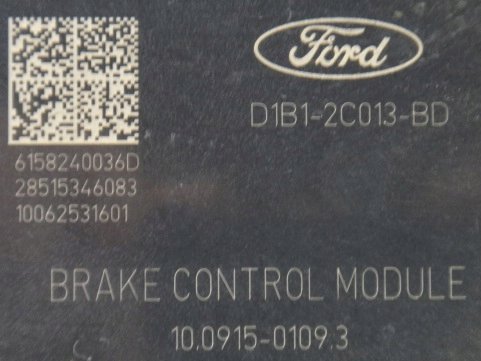 Ford
D1B1-2C013-BD
6158240036D
28515346083
10062531601
BRAKE CONTROL MODULE
10.0915-0109.3